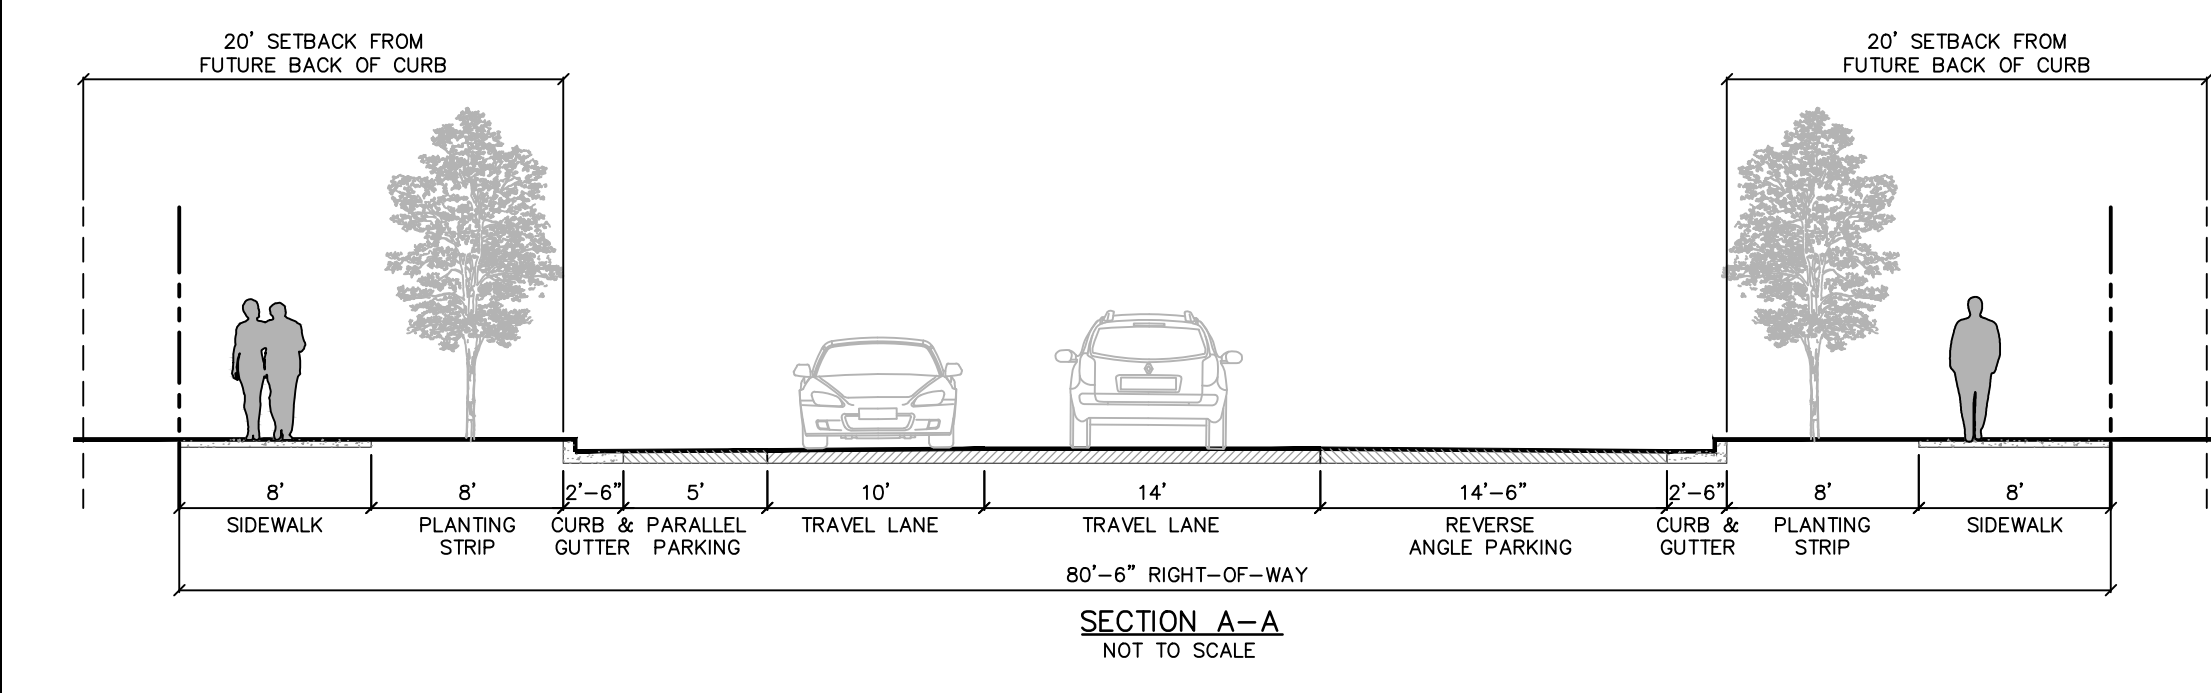 20' SETBACK FROM
FUTURE BACK OF CURB
20' SETBACK FROM
FUTURE BACK OF CURB
8'
8'
2'-6"
5'
10'
14'
14'-6"
2'-6"
8'
8'
SIDEWALK
PLANTING
STRIP
CURB &
GUTTER
PARALLEL
PARKING
TRAVEL LANE
TRAVEL LANE
REVERSE
ANGLE PARKING
CURB &
GUTTER
PLANTING
STRIP
SIDEWALK
80'-6" RIGHT-OF-WAY
SECTION A-A
NOT TO SCALE